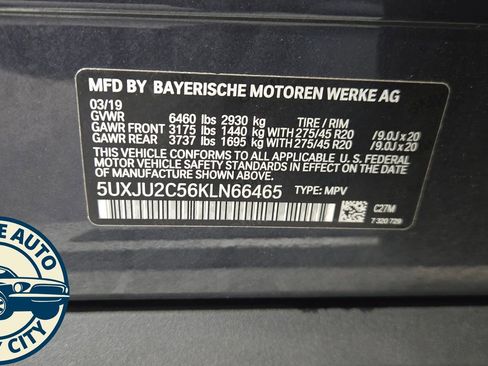 MFD BY BAYERISCHE MOTOREN WERKE AG
03/19
GVWR 6460 lbs 2930 kg TIRE / RIM
GAWR FRONT 3175 lbs 1440 kg WITH 275/45 R20 /9.0J x 20
GAWR REAR 3737 lbs 1695 kg WITH 275/45 R20 /9.0J x 20
THIS VEHICLE CONFORMS TO ALL APPLICABLE U.S. FEDERAL
MOTOR VEHICLE SAFETY STANDARDS IN EFFECT ON THE
DATE OF MANUFACTURE SHOWN ABOVE.
5UXJU2C56KLN66465 TYPE: MPV
C27M
7 320 729
AUTO
CITY